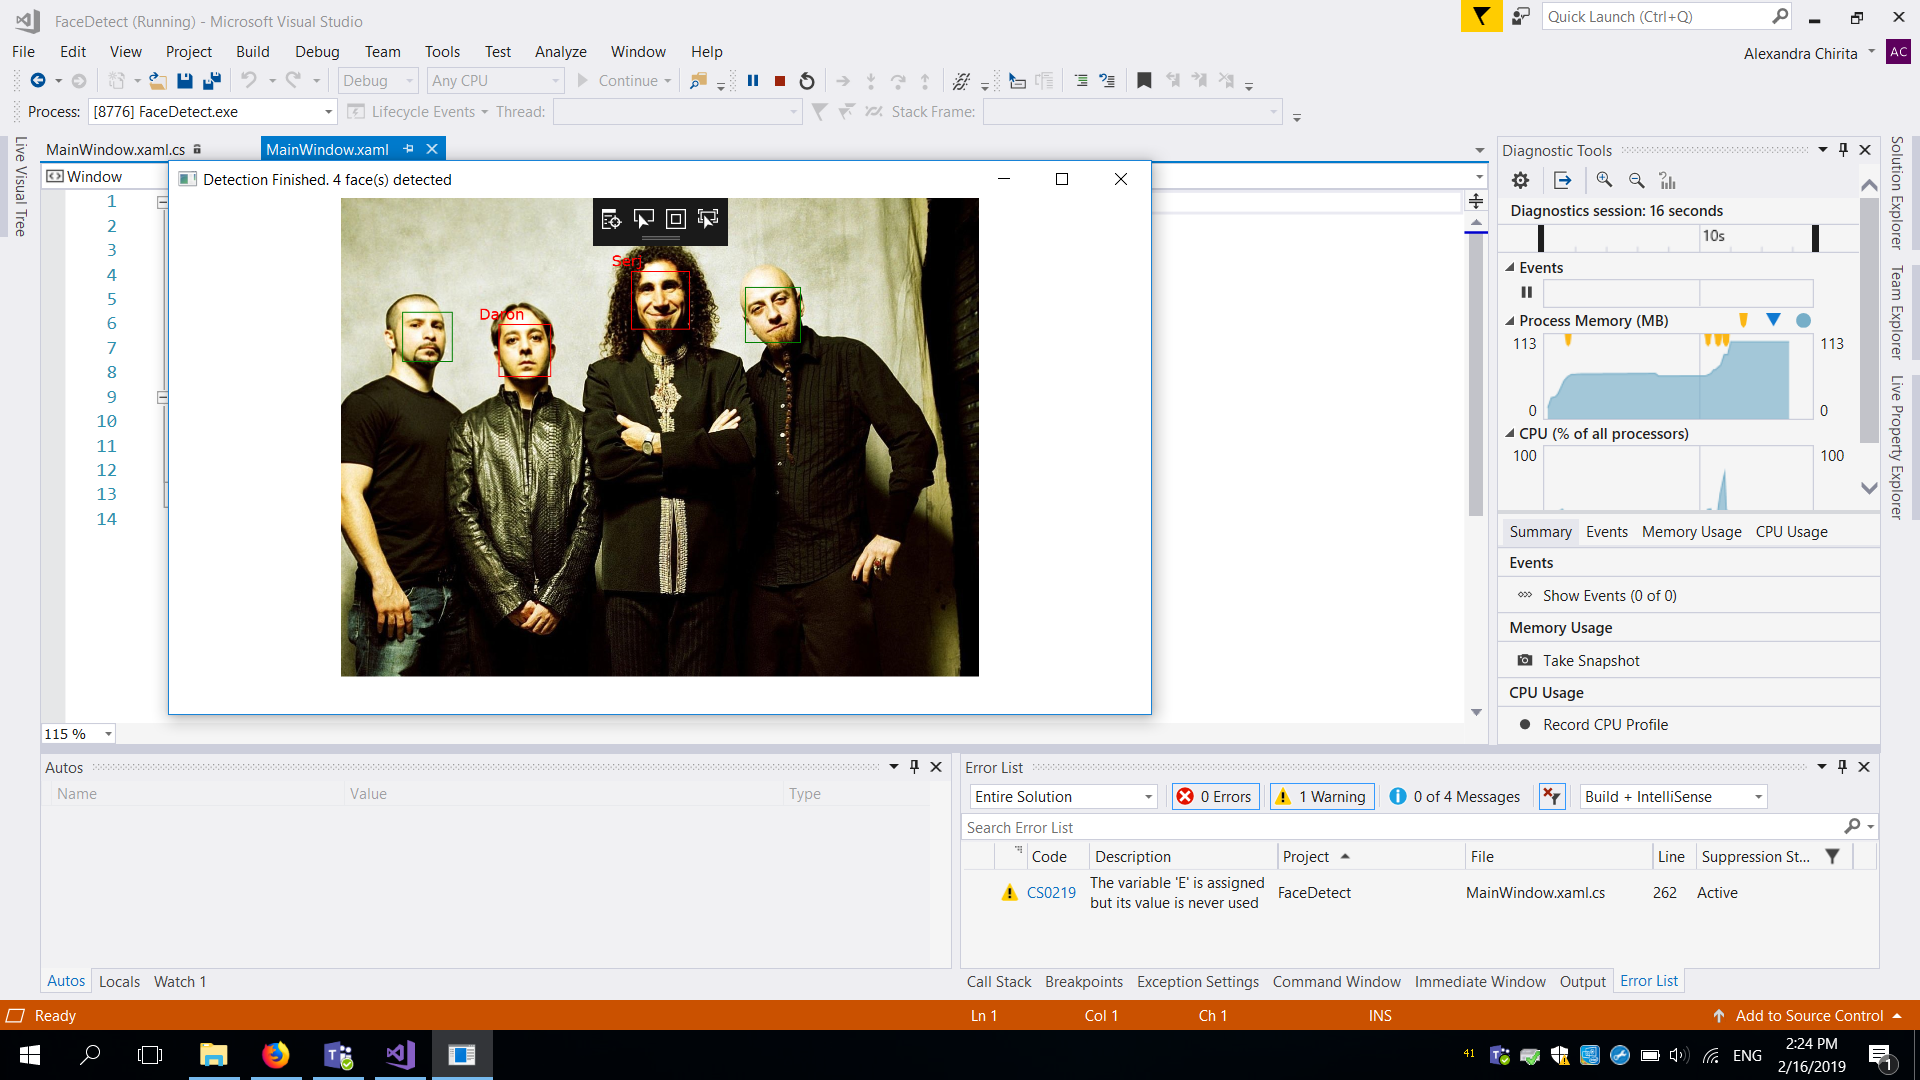 FaceDetect (Running) - Microsoft Visual Studio
Quick Launch (Ctrl+Q)
File Edit View Project Build Debug Team Tools Test Analyze Window Help
Alexandra Chirita AC
Debug Any CPU Continue
Process: [8776] FaceDetect.exe Lifecycle Events Thread: Stack Frame:
Live Visual Tree
MainWindow.xaml.cs MainWindow.xaml
Window
Detection Finished. 4 face(s) detected
1
2
3
4
5
6
7
8
9
10
11
12
13
14
Serj
Daron
115 %
Diagnostic Tools
Diagnostics session: 16 seconds
10s
Events
Process Memory (MB)
113 113
0 0
CPU (% of all processors)
100 100
Summary Events Memory Usage CPU Usage
Events
Show Events (0 of 0)
Memory Usage
Take Snapshot
CPU Usage
Record CPU Profile
Solution Explorer
Team Explorer
Live Property Explorer
Autos
Name Value Type
Autos Locals Watch 1
Error List
Entire Solution 0 Errors 1 Warning 0 of 4 Messages Build + IntelliSense
Search Error List
Code Description Project File Line Suppression St...
CS0219 The variable 'E' is assigned but its value is never used FaceDetect MainWindow.xaml.cs 262 Active
Call Stack Breakpoints Exception Settings Command Window Immediate Window Output Error List
Ready Ln 1 Col 1 Ch 1 INS Add to Source Control
41 ENG 2:24 PM
2/16/2019 1